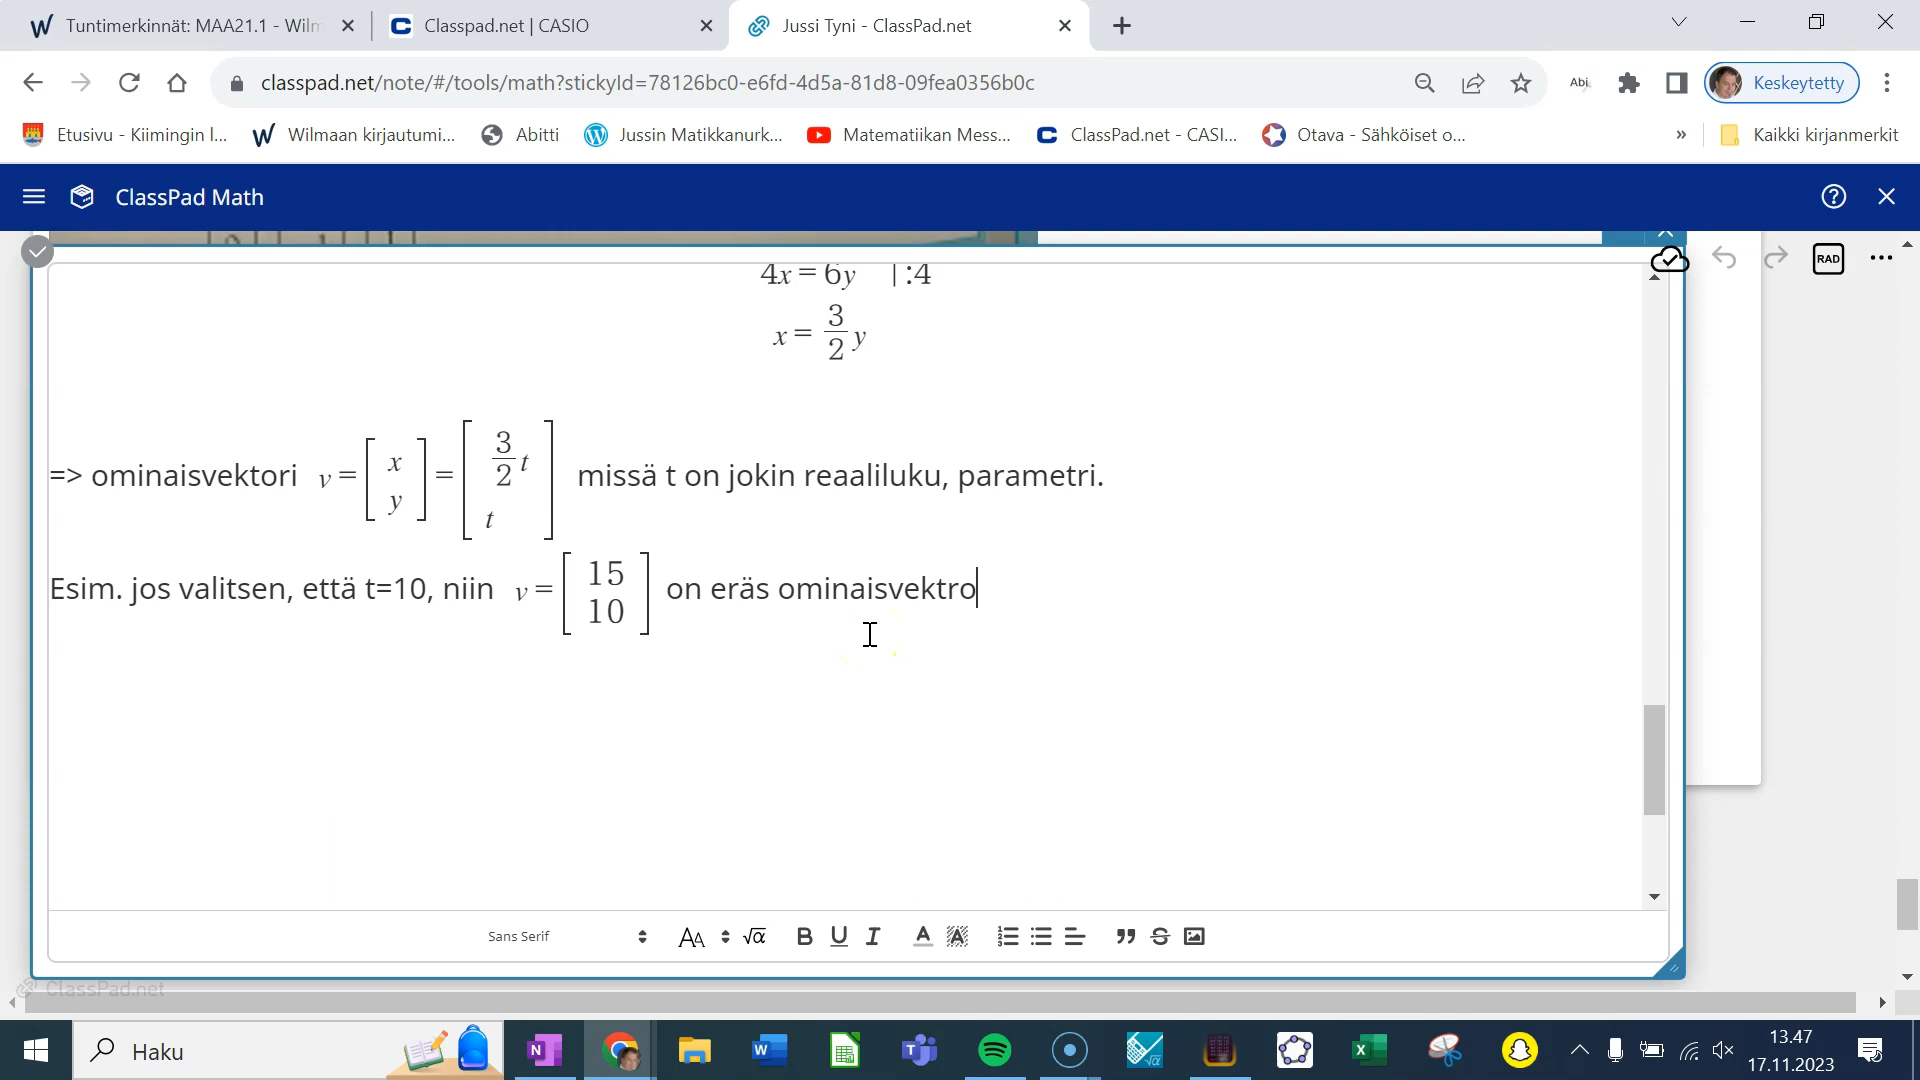 Tuntimerkinnät: MAA21.1 - Wiln
Classpad.net | CASIO
Jussi Tyni - ClassPad.net
classpad.net/note/#/tools/math?stickyId=78126bc0-e6fd-4d5a-81d8-09fea0356b0c
Abi
Keskeytetty
Etusivu - Kiimingin l...
Wilmaan kirjautumi...
Abitti
Jussin Matikkanurk...
Matematiikan Mess...
ClassPad.net - CASI...
Otava - Sähköiset o...
»
Kaikki kirjanmerkit
ClassPad Math
RAD
4x = 6y | :4
x = 3/2 y
=> ominaisvektori v = [x y] = [3/2 t t] missä t on jokin reaaliluku, parametri.
Esim. jos valitsen, että t=10, niin v = [15 10] on eräs ominaisvektro
Sans Serif
ClassPad.net
Haku
13.47
17.11.2023